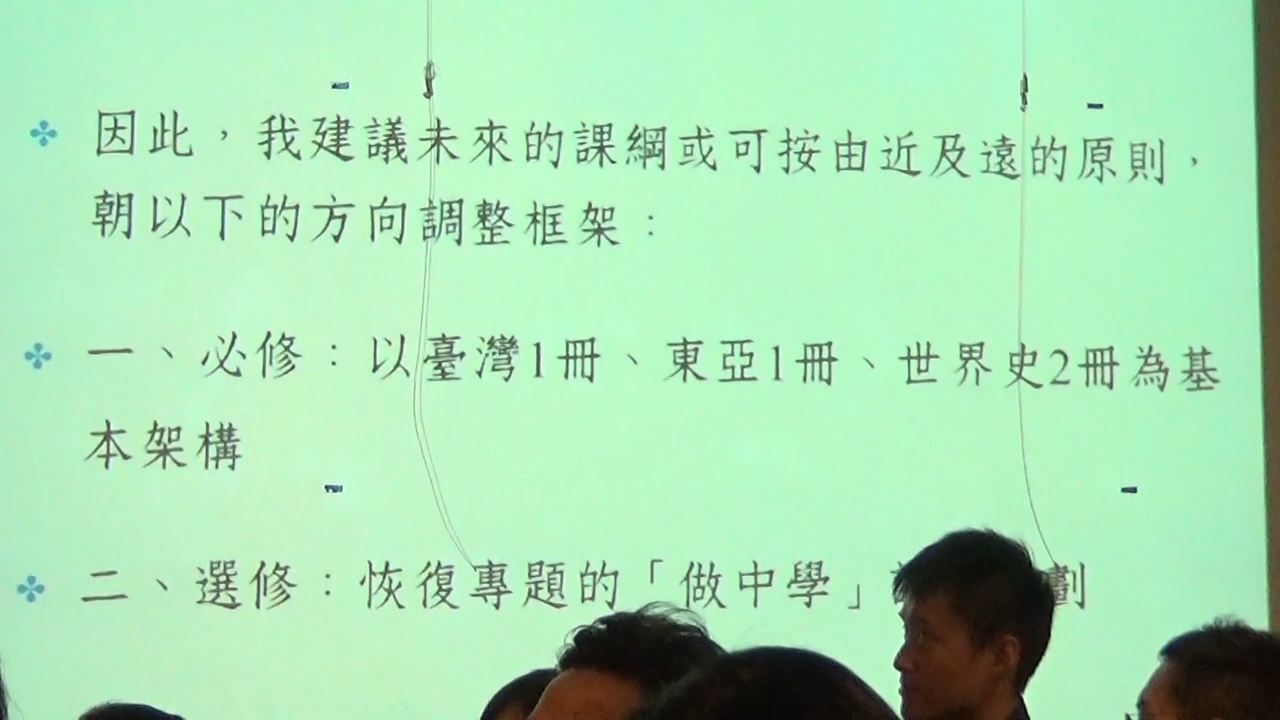 因此，我建議未來的課綱或可按由近及遠的原則，
朝以下的方向調整框架：
一、必修：以臺灣1冊、東亞1冊、世界史2冊為基
本架構
二、選修：恢復專題的「做中學」 劃